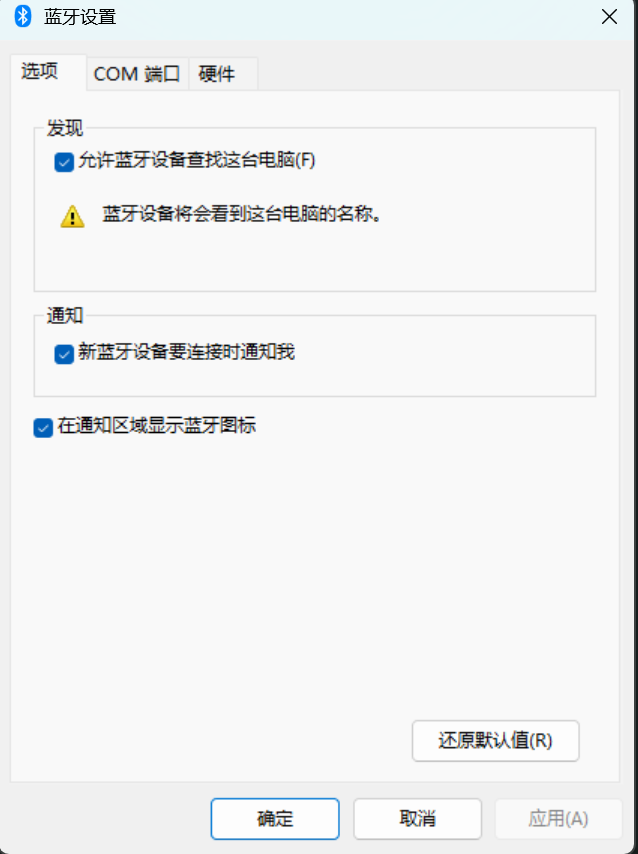 蓝牙设置
选项
COM 端口
硬件
发现
允许蓝牙设备查找这台电脑(F)
蓝牙设备将会看到这台电脑的名称。
通知
新蓝牙设备要连接时通知我
在通知区域显示蓝牙图标
还原默认值(R)
确定
取消
应用(A)